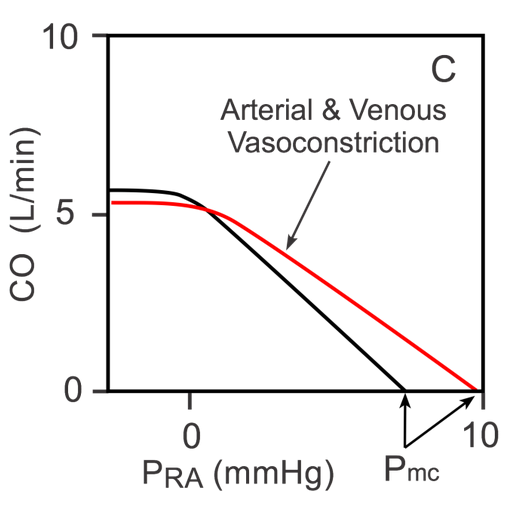 10
C
Arterial & Venous
Vasoconstriction
CO (L/min)
5
0
0
10
PRA (mmHg)
Pmc